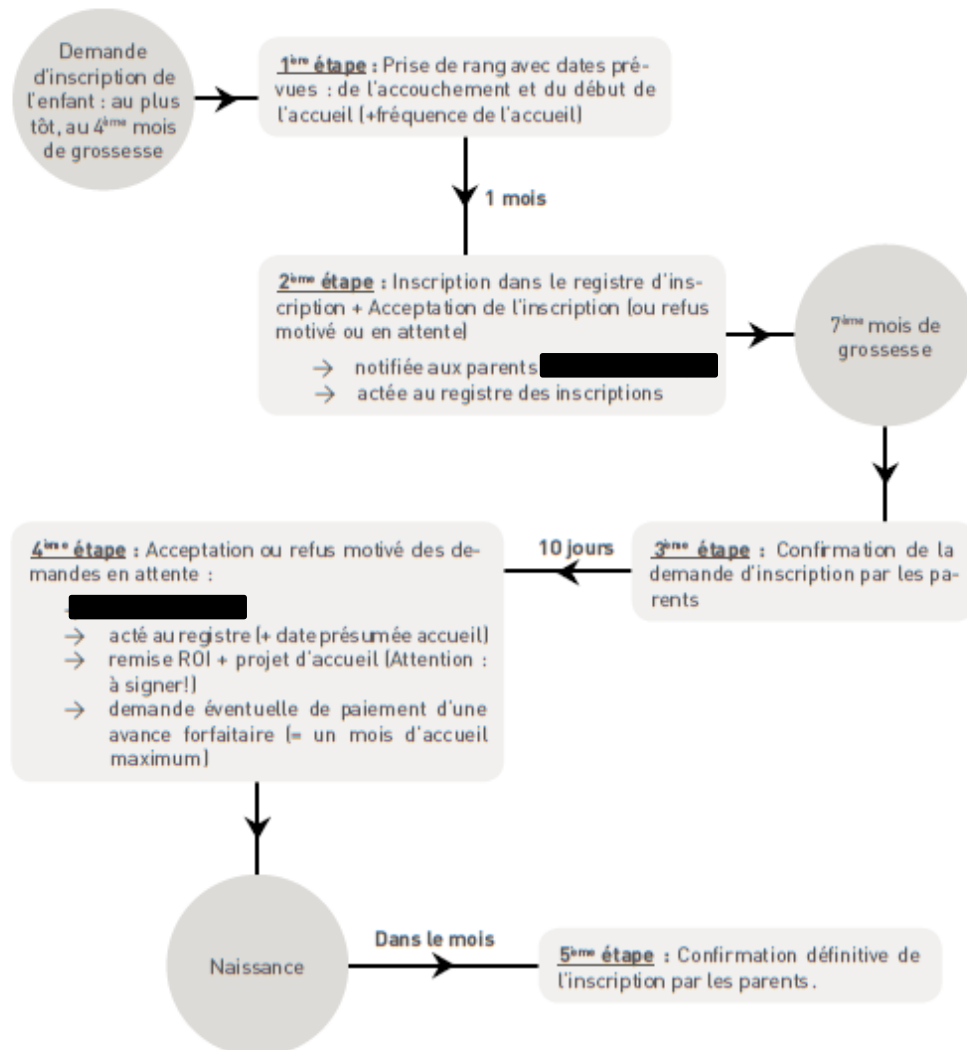 Demande
d'inscription de
l'enfant : au plus
tôt, au 4ème mois
de grossesse
1ère étape : Prise de rang avec dates pré-
vues : de l'accouchement et du début de
l'accueil (+fréquence de l'accueil)
1 mois
2ème étape : Inscription dans le registre d'ins-
cription + Acceptation de l'inscription (ou refus
motivé ou en attente)
→ notifiée aux parents
→ actée au registre des inscriptions
7ème mois de
grossesse
3ème étape : Confirmation de la
demande d'inscription par les pa-
rents
10 jours
4ème étape : Acceptation ou refus motivé des de-
mandes en attente :
→ acté au registre (+ date présumée accueil)
→ remise ROI + projet d'accueil (Attention :
à signer!)
→ demande éventuelle de paiement d'une
avance forfaitaire (= un mois d'accueil
maximum)
Naissance
Dans le mois
5ème étape : Confirmation définitive de
l'inscription par les parents.